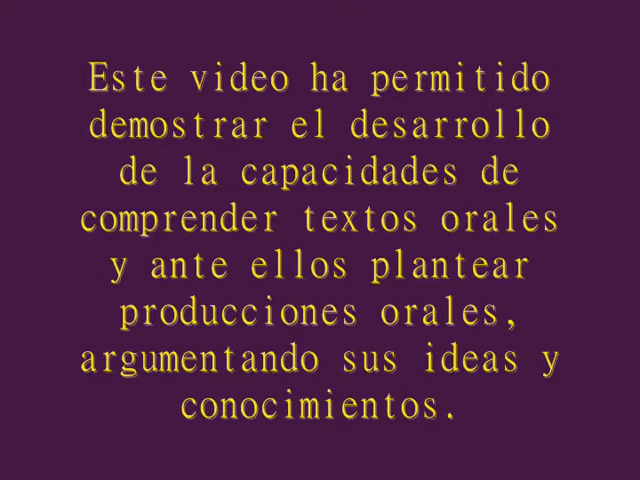 Este video ha permitido
demostrar el desarrollo
de la capacidades de
comprender textos orales
y ante ellos plantear
producciones orales,
argumentando sus ideas y
conocimientos.